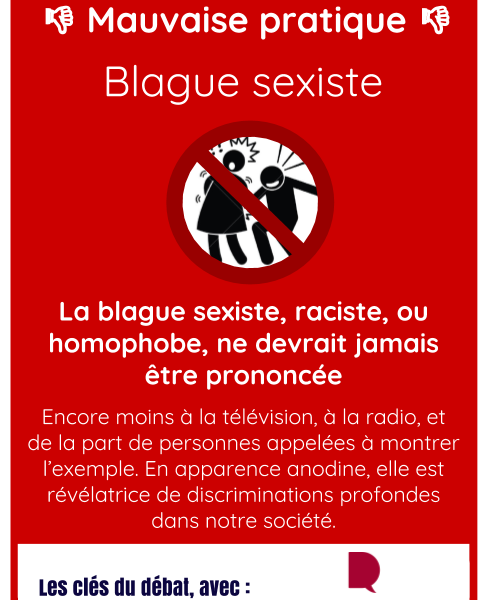 Mauvaise pratique
Blague sexiste
La blague sexiste, raciste, ou
homophobe, ne devrait jamais
être prononcée
Encore moins à la télévision, à la radio, et
de la part de personnes appelées à montrer
l'exemple. En apparence anodine, elle est
révélatrice de discriminations profondes
dans notre société.
Les clés du débat, avec :